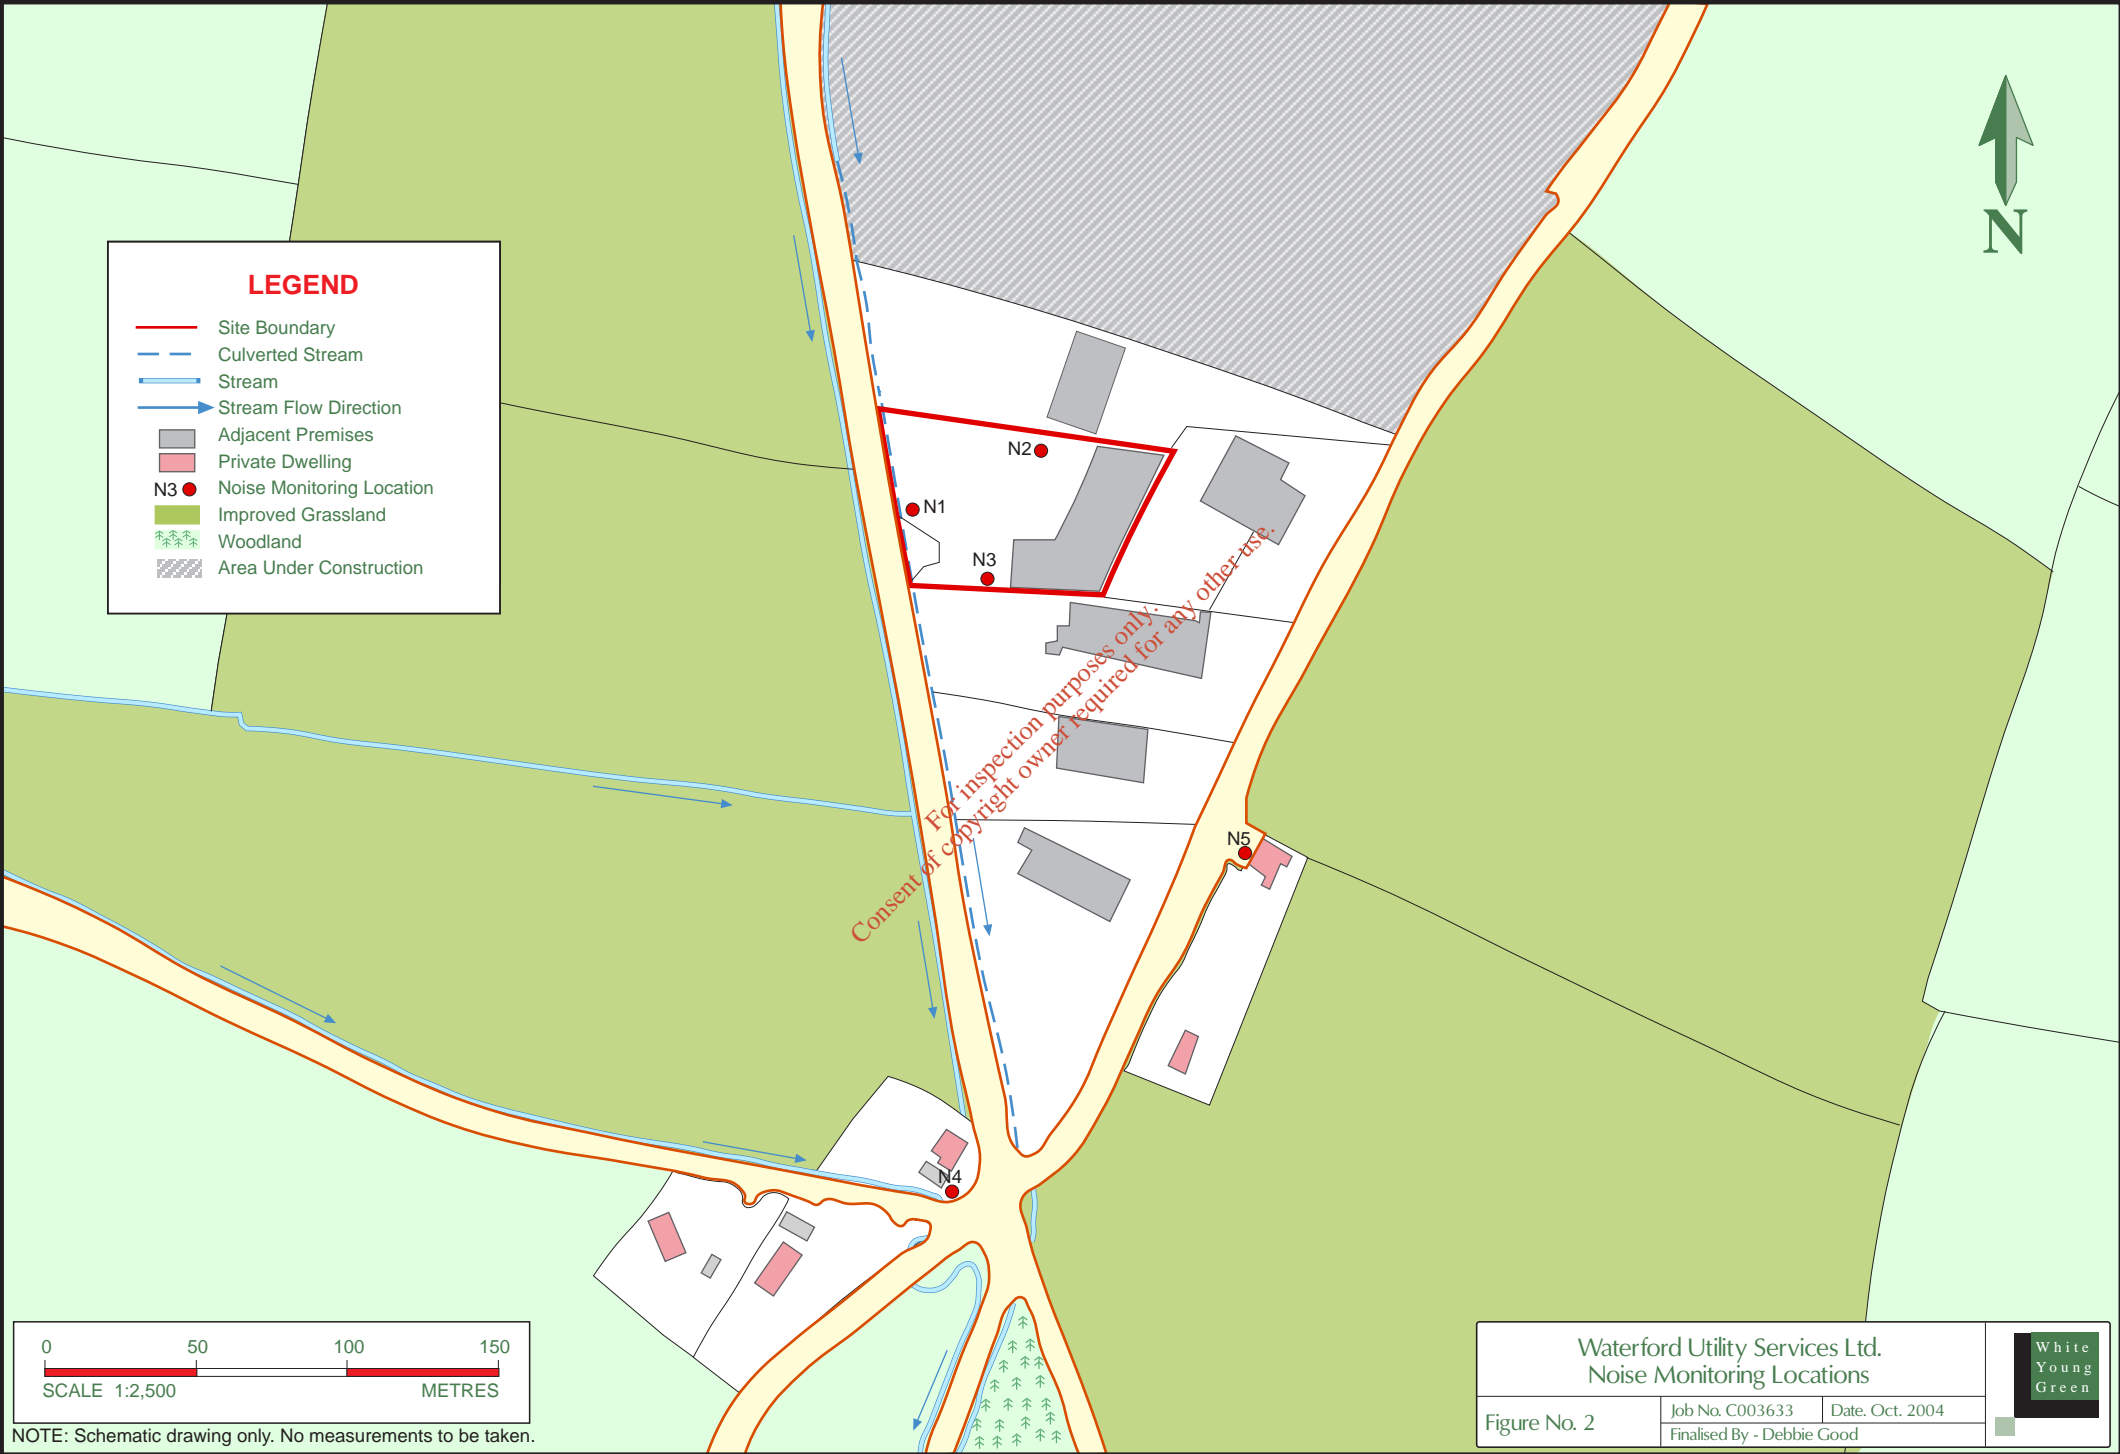 N
LEGEND
Site Boundary
Culverted Stream
Stream
Stream Flow Direction
Adjacent Premises
Private Dwelling
N3 Noise Monitoring Location
Improved Grassland
Woodland
Area Under Construction
N2
N1
N3
For inspection purposes only.
Consent of copyright owner required for any other use.
N5
N4
0 50 100 150
SCALE 1:2,500 METRES
NOTE: Schematic drawing only. No measurements to be taken.
Waterford Utility Services Ltd.
Noise Monitoring Locations
Figure No. 2
Job No. C003633
Date. Oct. 2004
Finalised By - Debbie Good
White
Young
Green